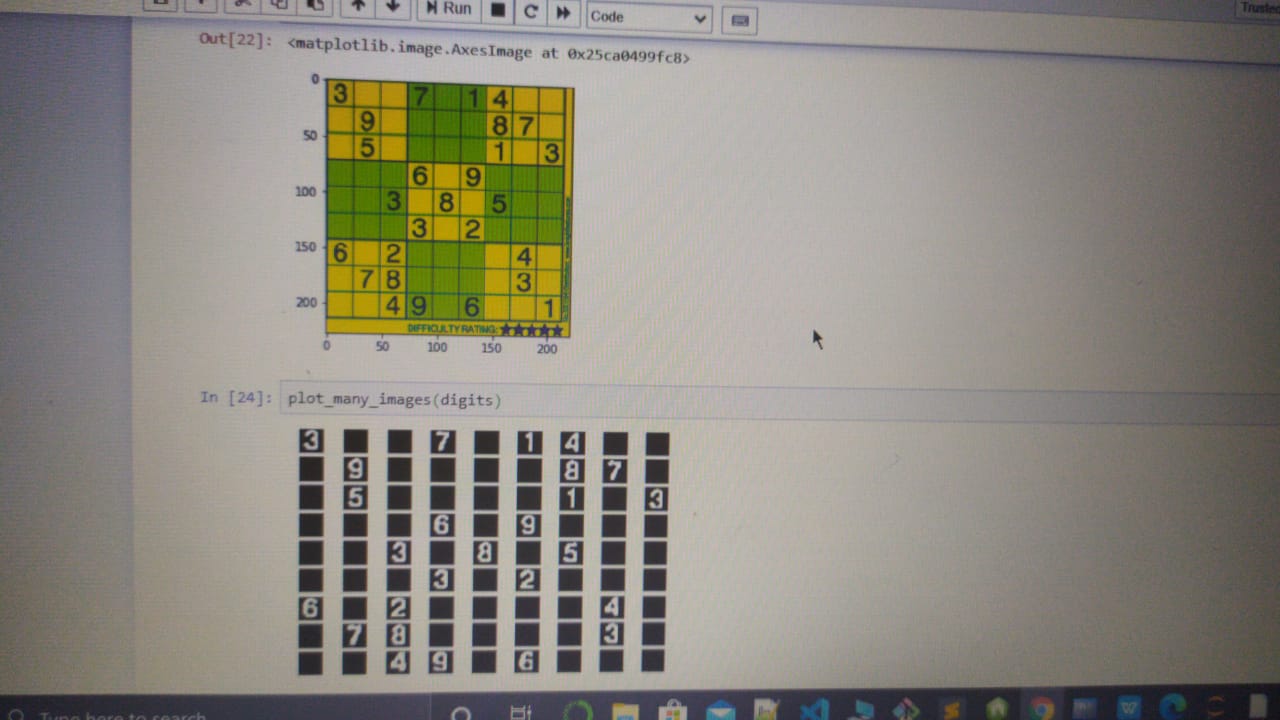 Run
Code
Trusted
Out[22]: <matplotlib.image.AxesImage at 0x25ca0499fc8>
0
3 7 1 4
9 8 7
50
5 1 3
6 9
100
3 8 5
3 2
150
6 2 4
7 8 3
200
4 9 6 1
DIFFICULTY RATING: ★★★★★
0 50 100 150 200
In [24]: plot_many_images(digits)
3 7 1 4
9 8 7
5 1 3
6 9
3 8 5
3 2
6 2 4
7 8 3
4 9 6
Type here to search